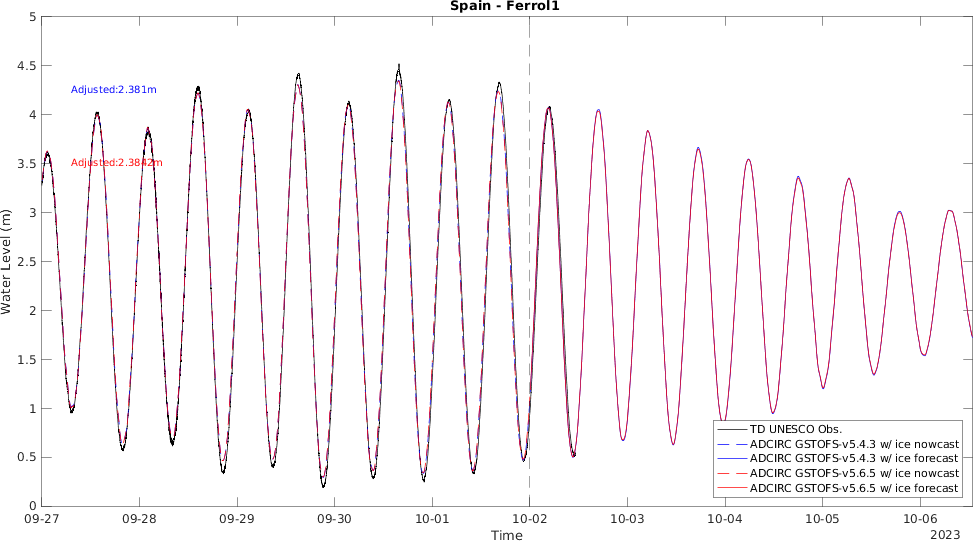 Spain - Ferrol1
5
4.5
4
3.5
3
2.5
2
1.5
1
0.5
0
Water Level (m)
Adjusted:2.381m
Adjusted:2.3842m
TD UNESCO Obs.
ADCIRC GSTOFS-v5.4.3 w/ ice nowcast
ADCIRC GSTOFS-v5.4.3 w/ ice forecast
ADCIRC GSTOFS-v5.6.5 w/ ice nowcast
ADCIRC GSTOFS-v5.6.5 w/ ice forecast
09-27 09-28 09-29 09-30 10-01 10-02 10-03 10-04 10-05 10-06
Time
2023